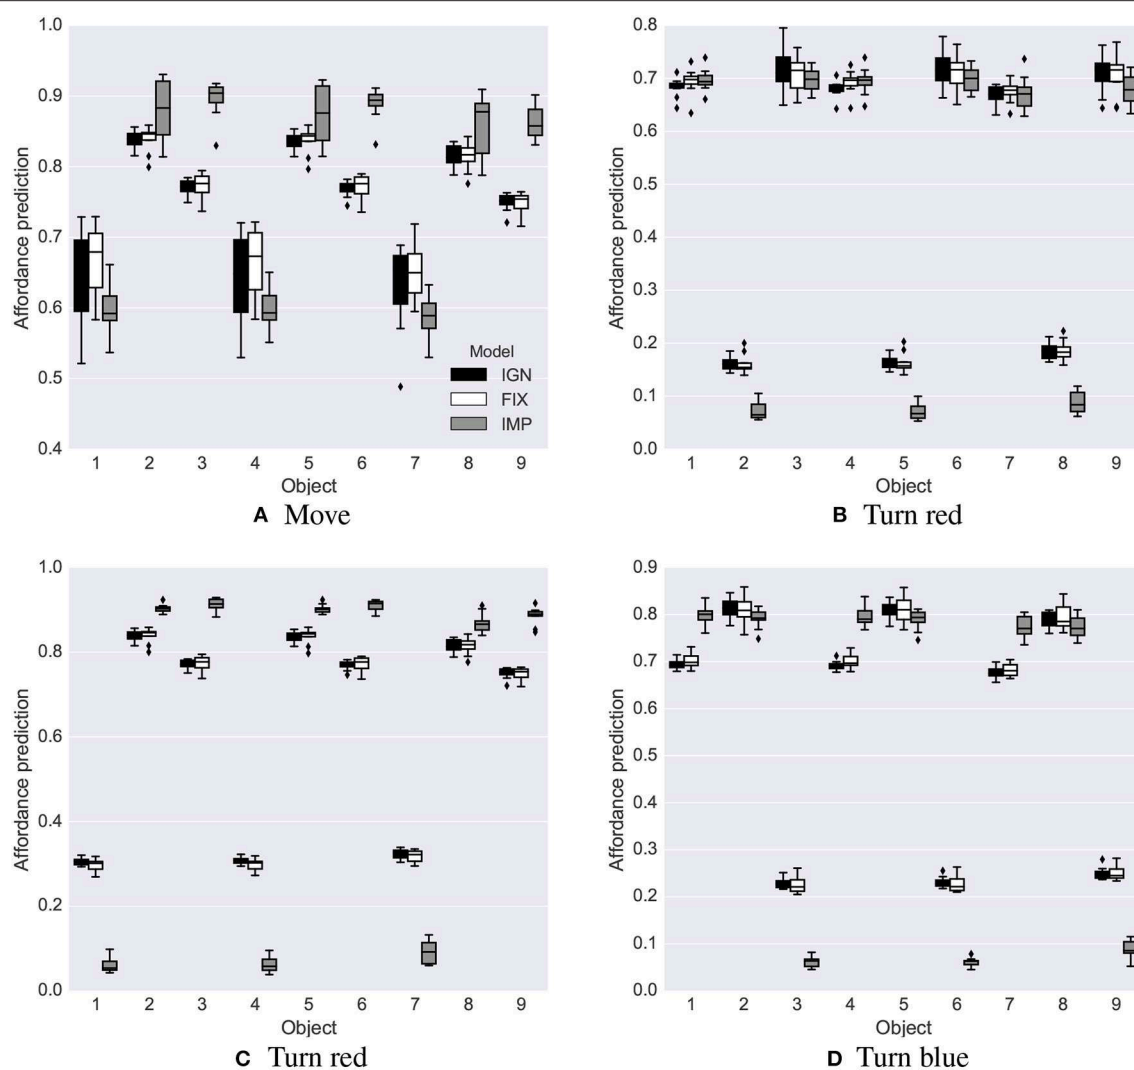 1.0
0.9
0.8
0.7
0.6
0.5
0.4
Affordance prediction
Model
IGN
FIX
IMP
1 2 3 4 5 6 7 8 9
Object
A Move
0.8
0.7
0.6
0.5
0.4
0.3
0.2
0.1
0.0
Affordance prediction
1 2 3 4 5 6 7 8 9
Object
B Turn red
1.0
0.8
0.6
0.4
0.2
0.0
Affordance prediction
1 2 3 4 5 6 7 8 9
Object
C Turn red
0.9
0.8
0.7
0.6
0.5
0.4
0.3
0.2
0.1
0.0
Affordance prediction
1 2 3 4 5 6 7 8 9
Object
D Turn blue